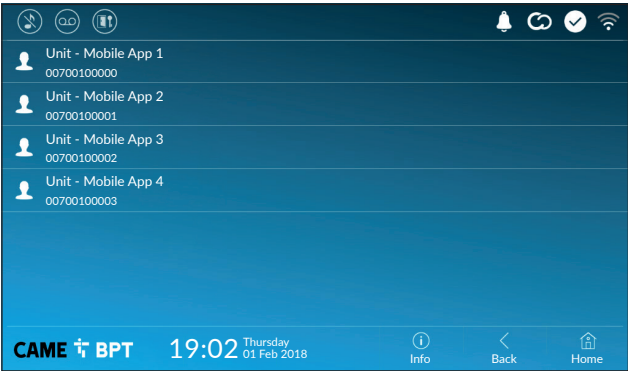 Unit - Mobile App 1
00700100000
Unit - Mobile App 2
00700100001
Unit - Mobile App 3
00700100002
Unit - Mobile App 4
00700100003
CAME BPT
19:02
Thursday
01 Feb 2018
Info
Back
Home